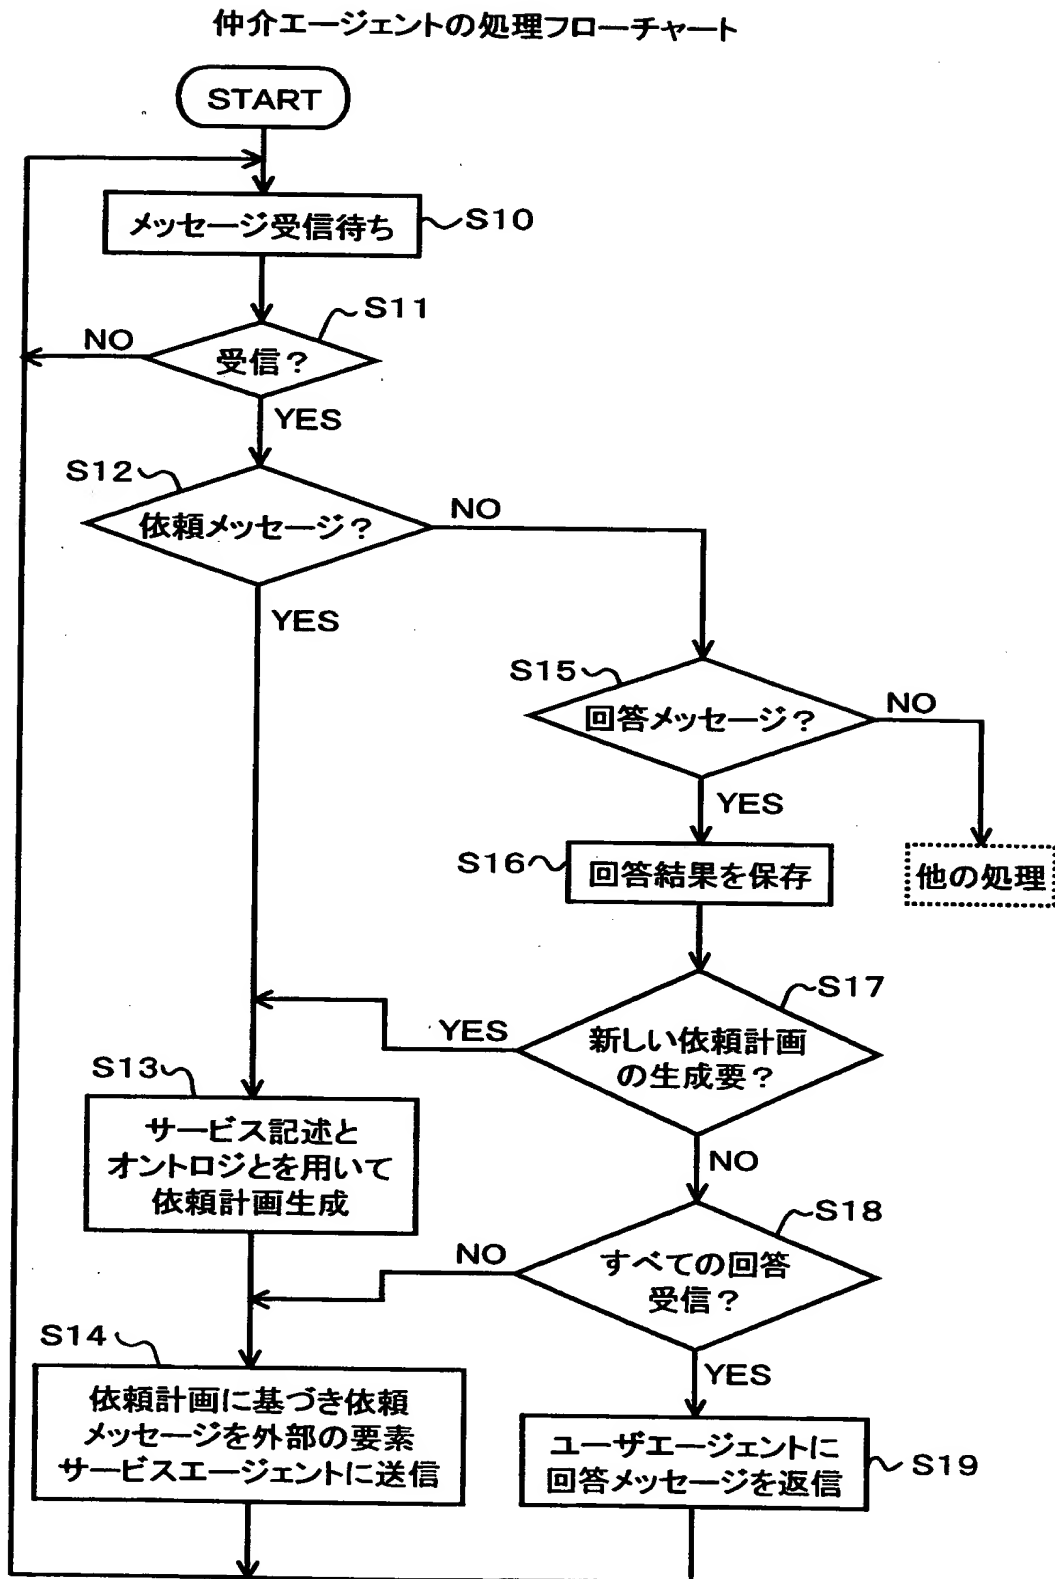 仲介エージェントの処理フローチャート
START
メッセージ受信待ち
S10
S11
NO
受信？
YES
S12
依頼メッセージ？
NO
YES
S15
回答メッセージ？
NO
YES
S16
回答結果を保存
他の処理
S17
YES
新しい依頼計画
の生成要？
S13
サービス記述と
オントロジとを用いて
依頼計画生成
NO
S18
NO
すべての回答
受信？
S14
YES
依頼計画に基づき依頼
メッセージを外部の要素
サービスエージェントに送信
ユーザエージェントに
回答メッセージを返信
S19